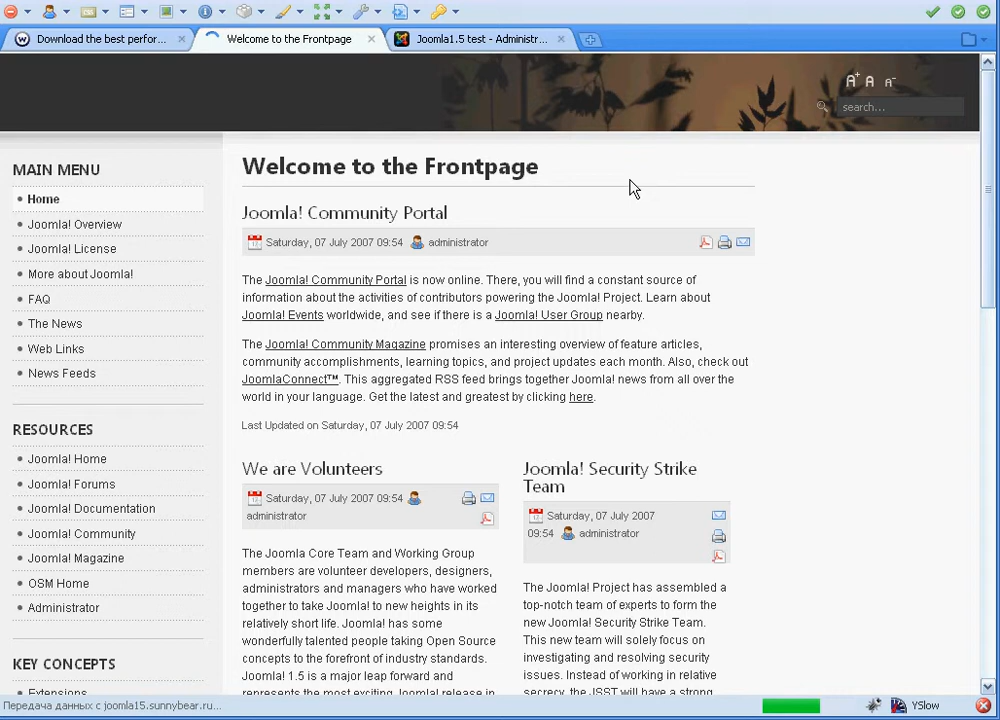 Download the best perfor...
Welcome to the Frontpage
Joomla1.5 test - Administr...
A+ A A-
search...
MAIN MENU
Home
Joomla! Overview
Joomla! License
More about Joomla!
FAQ
The News
Web Links
News Feeds
RESOURCES
Joomla! Home
Joomla! Forums
Joomla! Documentation
Joomla! Community
Joomla! Magazine
OSM Home
Administrator
KEY CONCEPTS
Extensions
Welcome to the Frontpage
Joomla! Community Portal
Saturday, 07 July 2007 09:54 administrator
The Joomla! Community Portal is now online. There, you will find a constant source of
information about the activities of contributors powering the Joomla! Project. Learn about
Joomla! Events worldwide, and see if there is a Joomla! User Group nearby.
The Joomla! Community Magazine promises an interesting overview of feature articles,
community accomplishments, learning topics, and project updates each month. Also, check out
JoomlaConnect™. This aggregated RSS feed brings together Joomla! news from all over the
world in your language. Get the latest and greatest by clicking here.
Last Updated on Saturday, 07 July 2007 09:54
We are Volunteers
Saturday, 07 July 2007 09:54
administrator
The Joomla Core Team and Working Group
members are volunteer developers, designers,
administrators and managers who have worked
together to take Joomla! to new heights in its
relatively short life. Joomla! has some
wonderfully talented people taking Open Source
concepts to the forefront of industry standards.
Joomla! 1.5 is a major leap forward and
represents the most exciting Joomla! release in
Joomla! Security Strike
Team
Saturday, 07 July 2007
09:54 administrator
The Joomla! Project has assembled a
top-notch team of experts to form the
new Joomla! Security Strike Team.
This new team will solely focus on
investigating and resolving security
issues. Instead of working in relative
secrecy, the JSST will have a strong
Передача данных с joomla15.sunnybear.ru...
YSlow